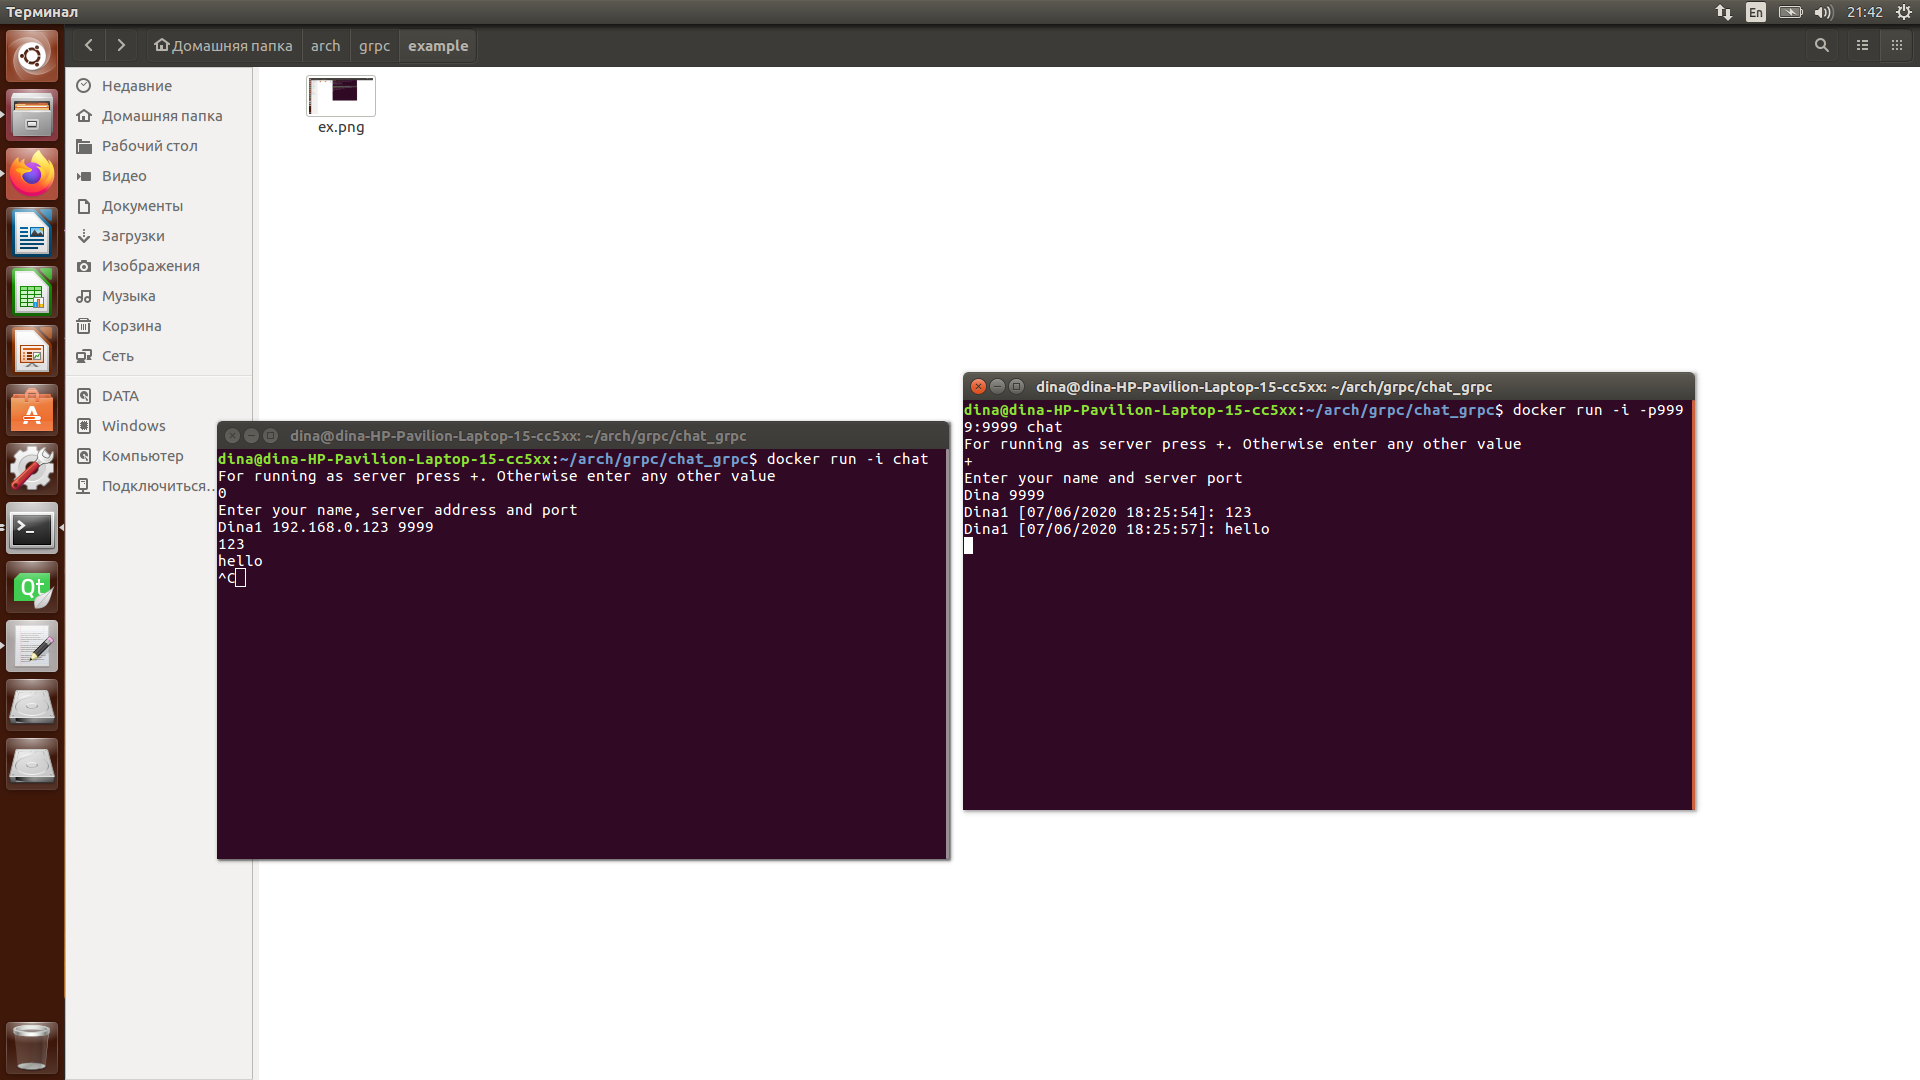 Терминал
En
21:42
Домашняя папка
arch
grpc
example
Недавние
Домашняя папка
Рабочий стол
Видео
Документы
Загрузки
Изображения
Музыка
Корзина
Сеть
DATA
Windows
Компьютер
Подключиться…
ex.png
dina@dina-HP-Pavilion-Laptop-15-cc5xx: ~/arch/grpc/chat_grpc
dina@dina-HP-Pavilion-Laptop-15-cc5xx:~/arch/grpc/chat_grpc$ docker run -i chat
For running as server press +. Otherwise enter any other value
0
Enter your name, server address and port
Dina1 192.168.0.123 9999
123
hello
^C
dina@dina-HP-Pavilion-Laptop-15-cc5xx: ~/arch/grpc/chat_grpc
dina@dina-HP-Pavilion-Laptop-15-cc5xx:~/arch/grpc/chat_grpc$ docker run -i -p999
9:9999 chat
For running as server press +. Otherwise enter any other value
+
Enter your name and server port
Dina 9999
Dina1 [07/06/2020 18:25:54]: 123
Dina1 [07/06/2020 18:25:57]: hello
Qt